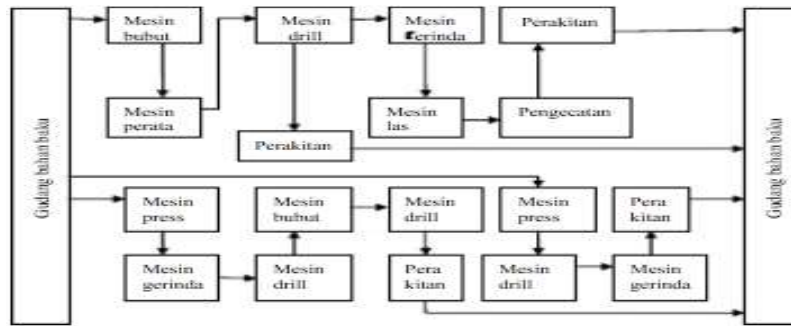 Gudang bahan baku
Mesin
bubut
Mesin
drill
Mesin
gerinda
Perakitan
Mesin
perata
Mesin
las
Pengecatan
Perakitan
Mesin
press
Mesin
bubut
Mesin
drill
Mesin
press
Pera
kitan
Mesin
gerinda
Mesin
drill
Pera
kitan
Mesin
drill
Mesin
gerinda
Gudang bahan baku